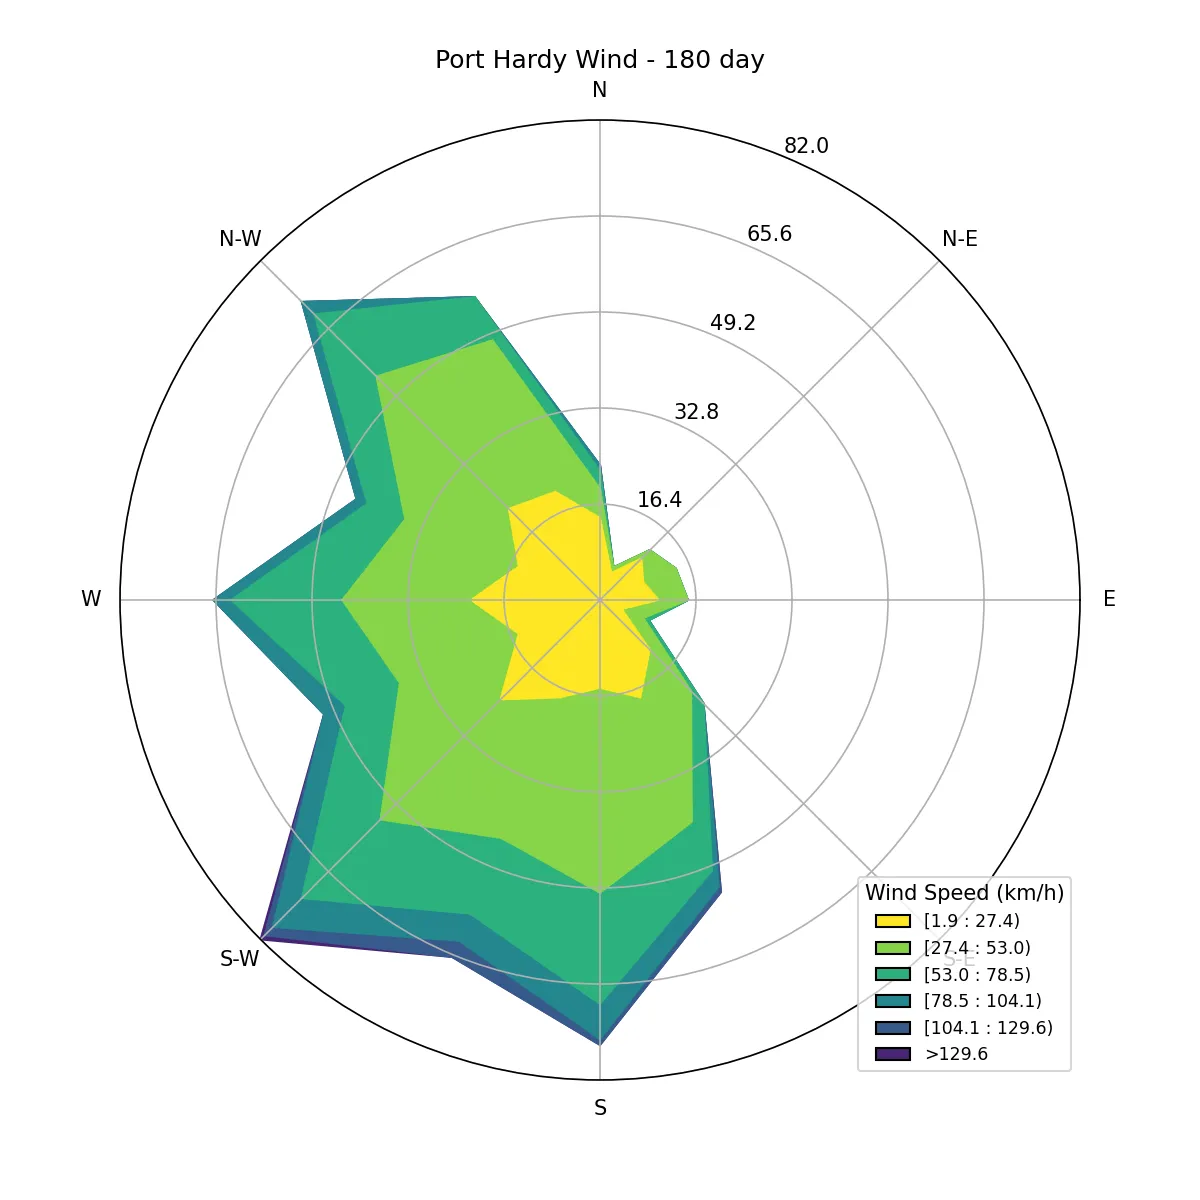 Port Hardy Wind - 180 day
N
82.0
N-W
65.6
N-E
49.2
32.8
16.4
W
E
Wind Speed (km/h)
[1.9 : 27.4)
[27.4 : 53.0)
S-W
S-E
[53.0 : 78.5)
[78.5 : 104.1)
[104.1 : 129.6)
>129.6
S